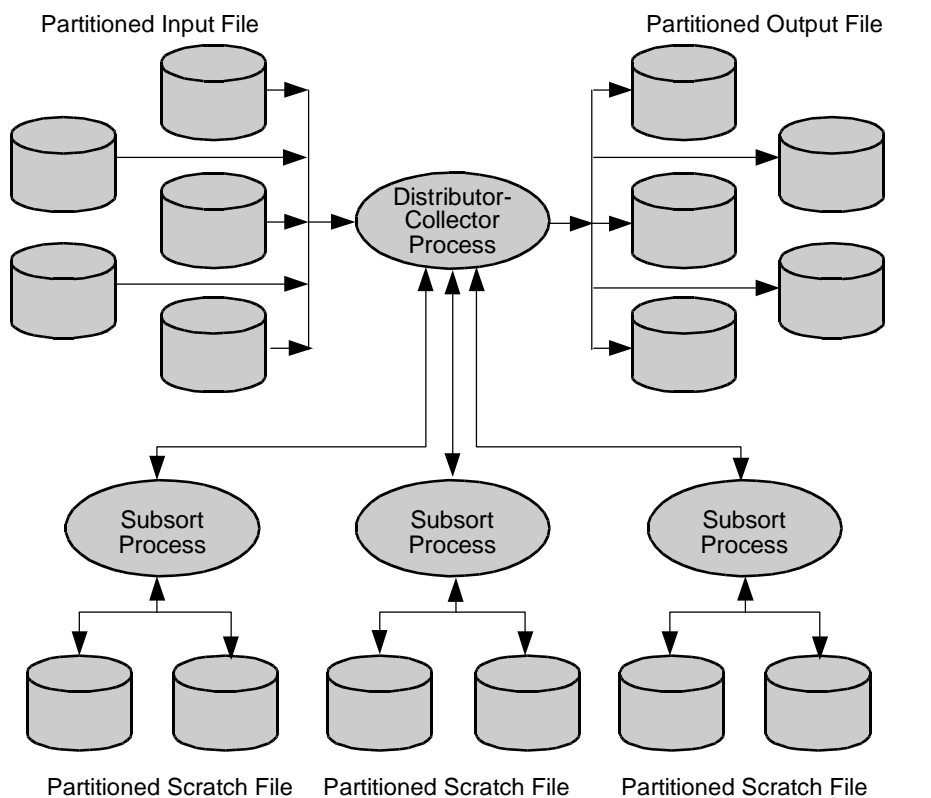 Partitioned Input File
Partitioned Output File
Distributor-
Collector
Process
Subsort
Process
Subsort
Process
Subsort
Process
Partitioned Scratch File
Partitioned Scratch File
Partitioned Scratch File